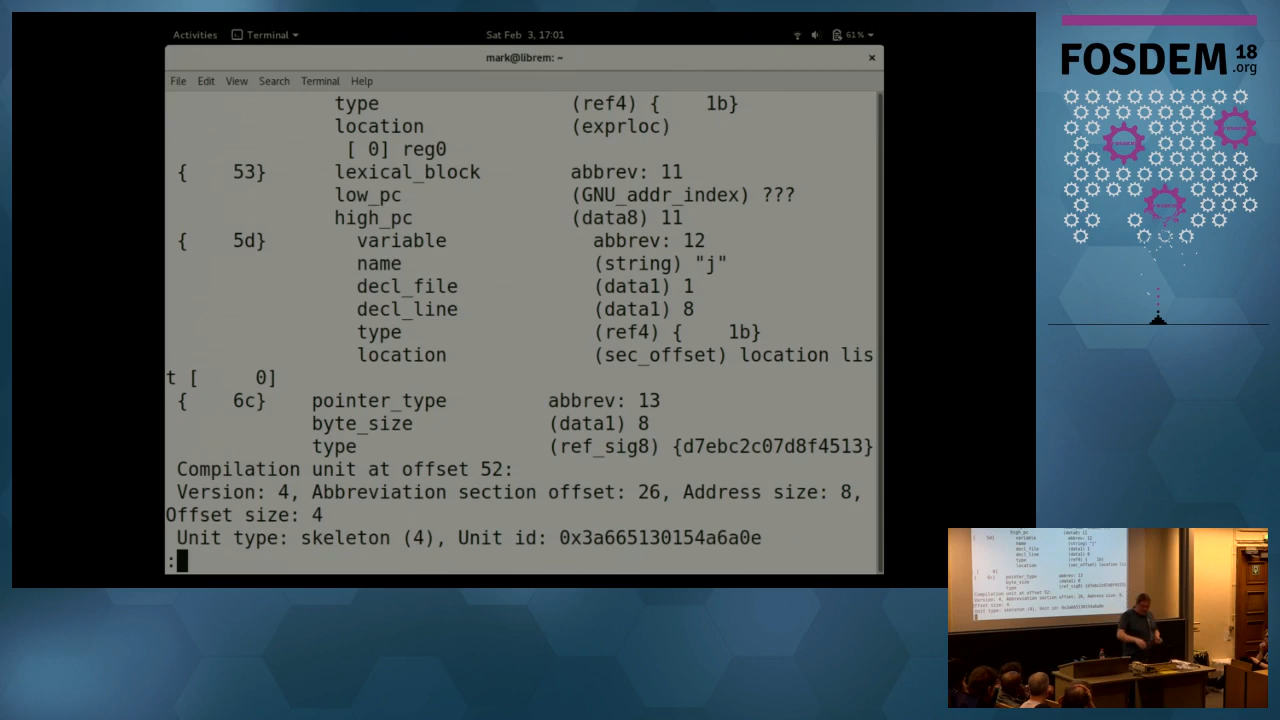 Activities Terminal Sat Feb 3, 17:01 61%
mark@librem: ~ ×
File Edit View Search Terminal Help
type (ref4) { 1b}
location (exprloc)
[ 0] reg0
{ 53} lexical_block abbrev: 11
low_pc (GNU_addr_index) ???
high_pc (data8) 11
{ 5d} variable abbrev: 12
name (string) "j"
decl_file (data1) 1
decl_line (data1) 8
type (ref4) { 1b}
location (sec_offset) location lis
t [ 0]
{ 6c} pointer_type abbrev: 13
byte_size (data1) 8
type (ref_sig8) {d7ebc2c07d8f4513}
Compilation unit at offset 52:
Version: 4, Abbreviation section offset: 26, Address size: 8,
Offset size: 4
Unit type: skeleton (4), Unit id: 0x3a665130154a6a0e
:
FOSDEM 18
.org